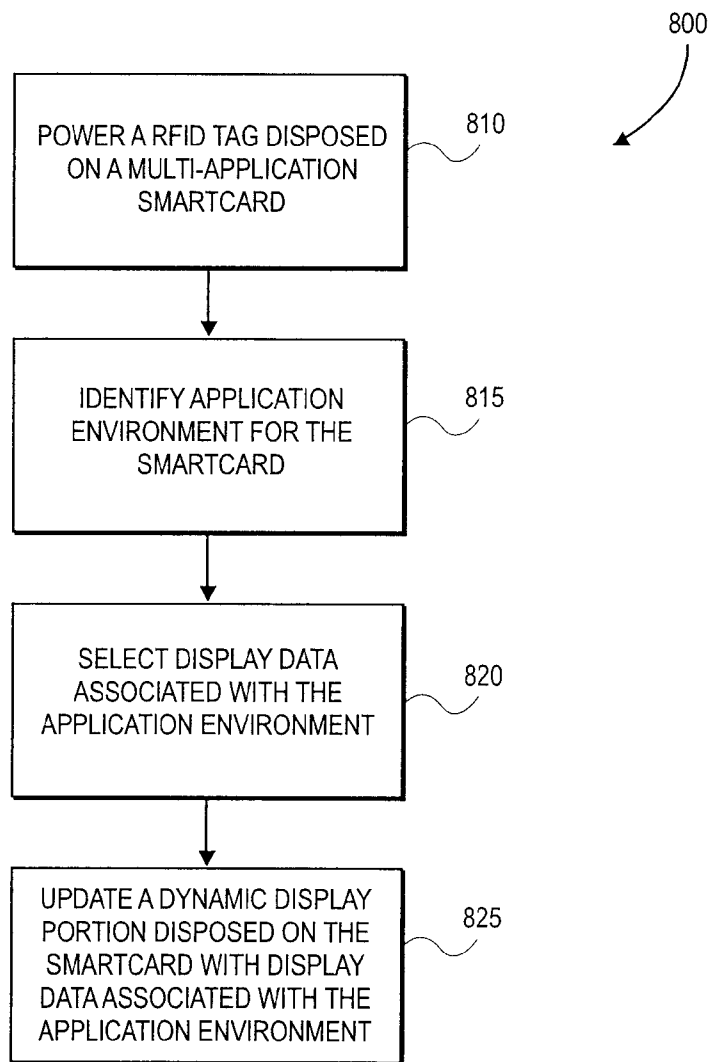 800
POWER A RFID TAG DISPOSED
ON A MULTI-APPLICATION
SMARTCARD
810
IDENTIFY APPLICATION
ENVIRONMENT FOR THE
SMARTCARD
815
SELECT DISPLAY DATA
ASSOCIATED WITH THE
APPLICATION ENVIRONMENT
820
UPDATE A DYNAMIC DISPLAY
PORTION DISPOSED ON THE
SMARTCARD WITH DISPLAY
DATA ASSOCIATED WITH THE
APPLICATION ENVIRONMENT
825